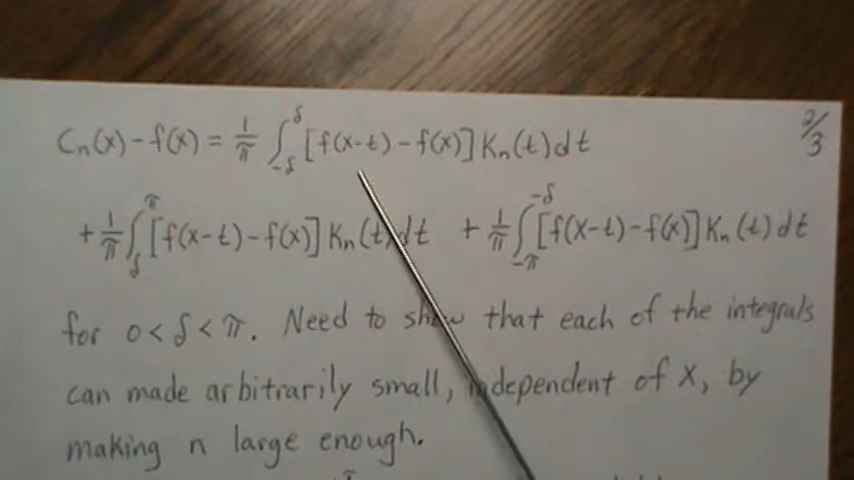 Cₙ(x) - f(x) = 1/π ∫_{-δ}^{δ} [f(x-t) - f(x)] Kₙ(t) dt
2/3
+ 1/π ∫_{δ}^{π} [f(x-t) - f(x)] Kₙ(t) dt + 1/π ∫_{-π}^{-δ} [f(x-t) - f(x)] Kₙ(t) dt
for 0 < δ < π. Need to show that each of the integrals
can made arbitrarily small, independent of x, by
making n large enough.